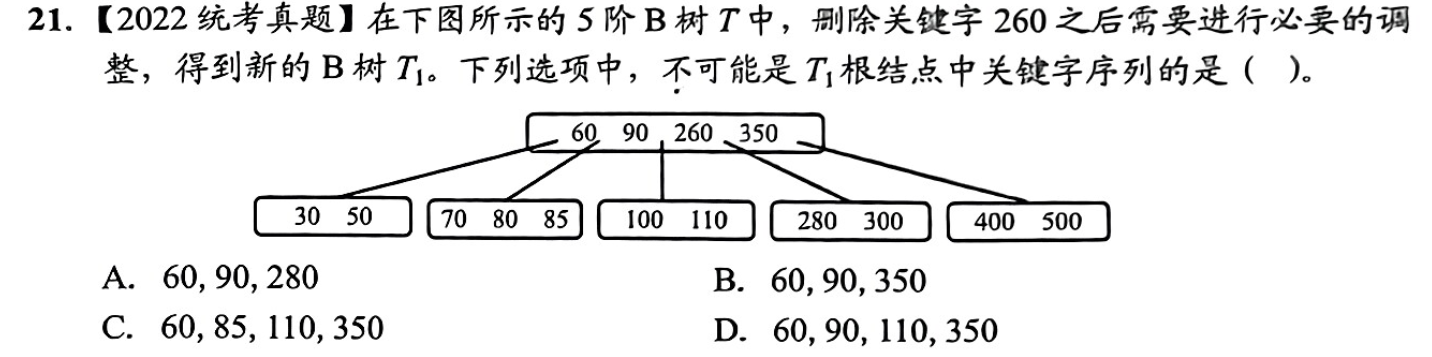 21.【2022 统考真题】在下图所示的 5 阶 B 树 T 中，删除关键字 260 之后需要进行必要的调
整，得到新的 B 树 T₁。下列选项中，不可能是 T₁ 根结点中关键字序列的是（ ）。
60 90 260 350
30 50 70 80 85 100 110 280 300 400 500
A. 60, 90, 280 B. 60, 90, 350
C. 60, 85, 110, 350 D. 60, 90, 110, 350